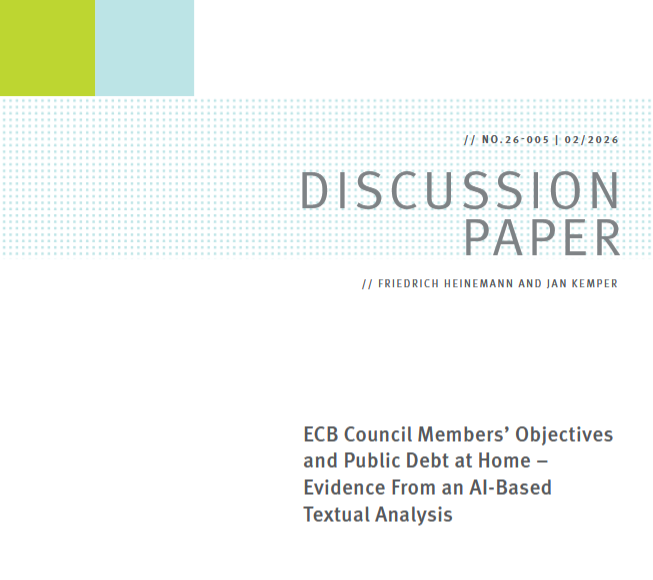 // NO.26-005 | 02/2026
DISCUSSION
PAPER
// FRIEDRICH HEINEMANN AND JAN KEMPER
ECB Council Members’ Objectives
and Public Debt at Home –
Evidence From an AI-Based
Textual Analysis